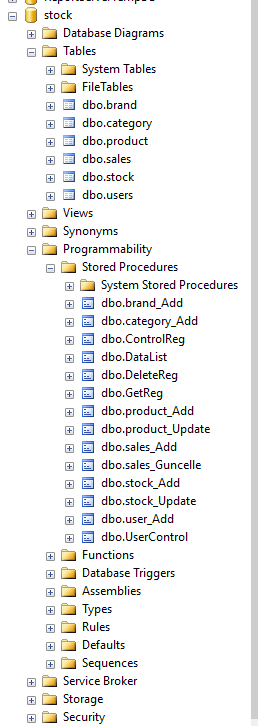 stock
Database Diagrams
Tables
System Tables
FileTables
dbo.brand
dbo.category
dbo.product
dbo.sales
dbo.stock
dbo.users
Views
Synonyms
Programmability
Stored Procedures
System Stored Procedures
dbo.brand_Add
dbo.category_Add
dbo.ControlReg
dbo.DataList
dbo.DeleteReg
dbo.GetReg
dbo.product_Add
dbo.product_Update
dbo.sales_Add
dbo.sales_Guncelle
dbo.stock_Add
dbo.stock_Update
dbo.user_Add
dbo.UserControl
Functions
Database Triggers
Assemblies
Types
Rules
Defaults
Sequences
Service Broker
Storage
Security